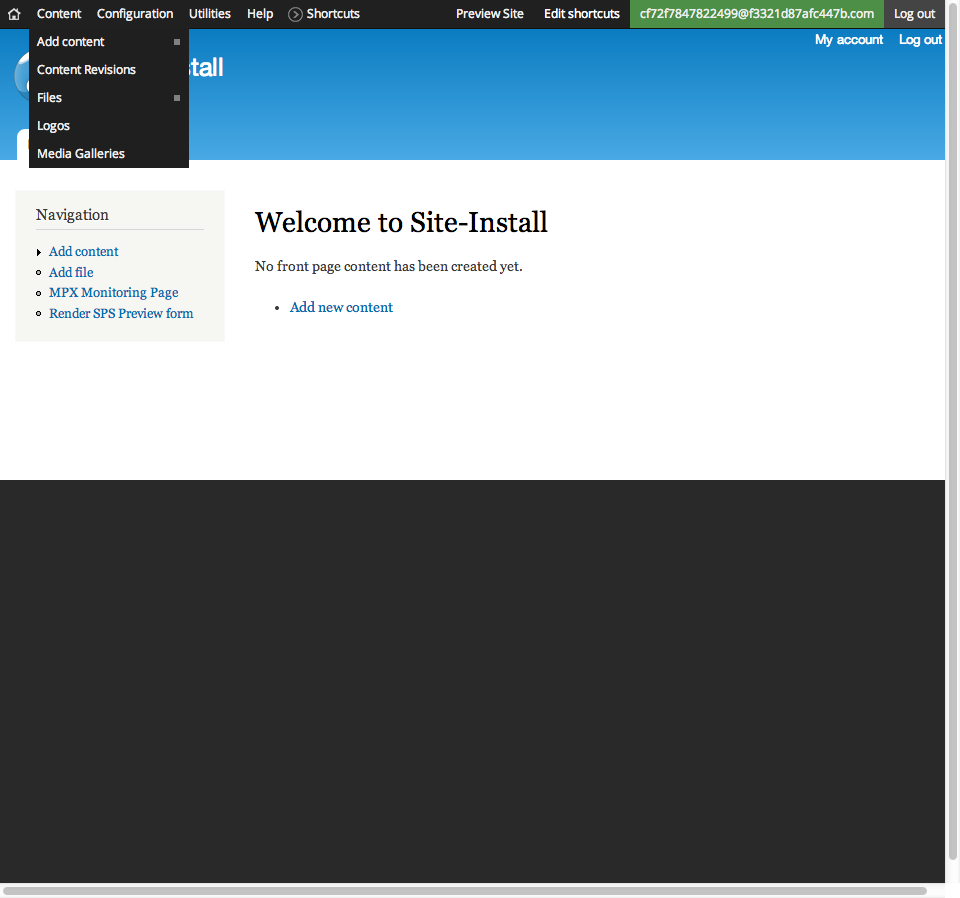 Content Configuration Utilities Help Shortcuts Preview Site Edit shortcuts cf72f7847822499@f3321d87afc447b.com Log out
My account Log out
Add content
Content Revisions
Files
Logos
Media Galleries
Navigation
Add content
Add file
MPX Monitoring Page
Render SPS Preview form
Welcome to Site-Install
No front page content has been created yet.
Add new content